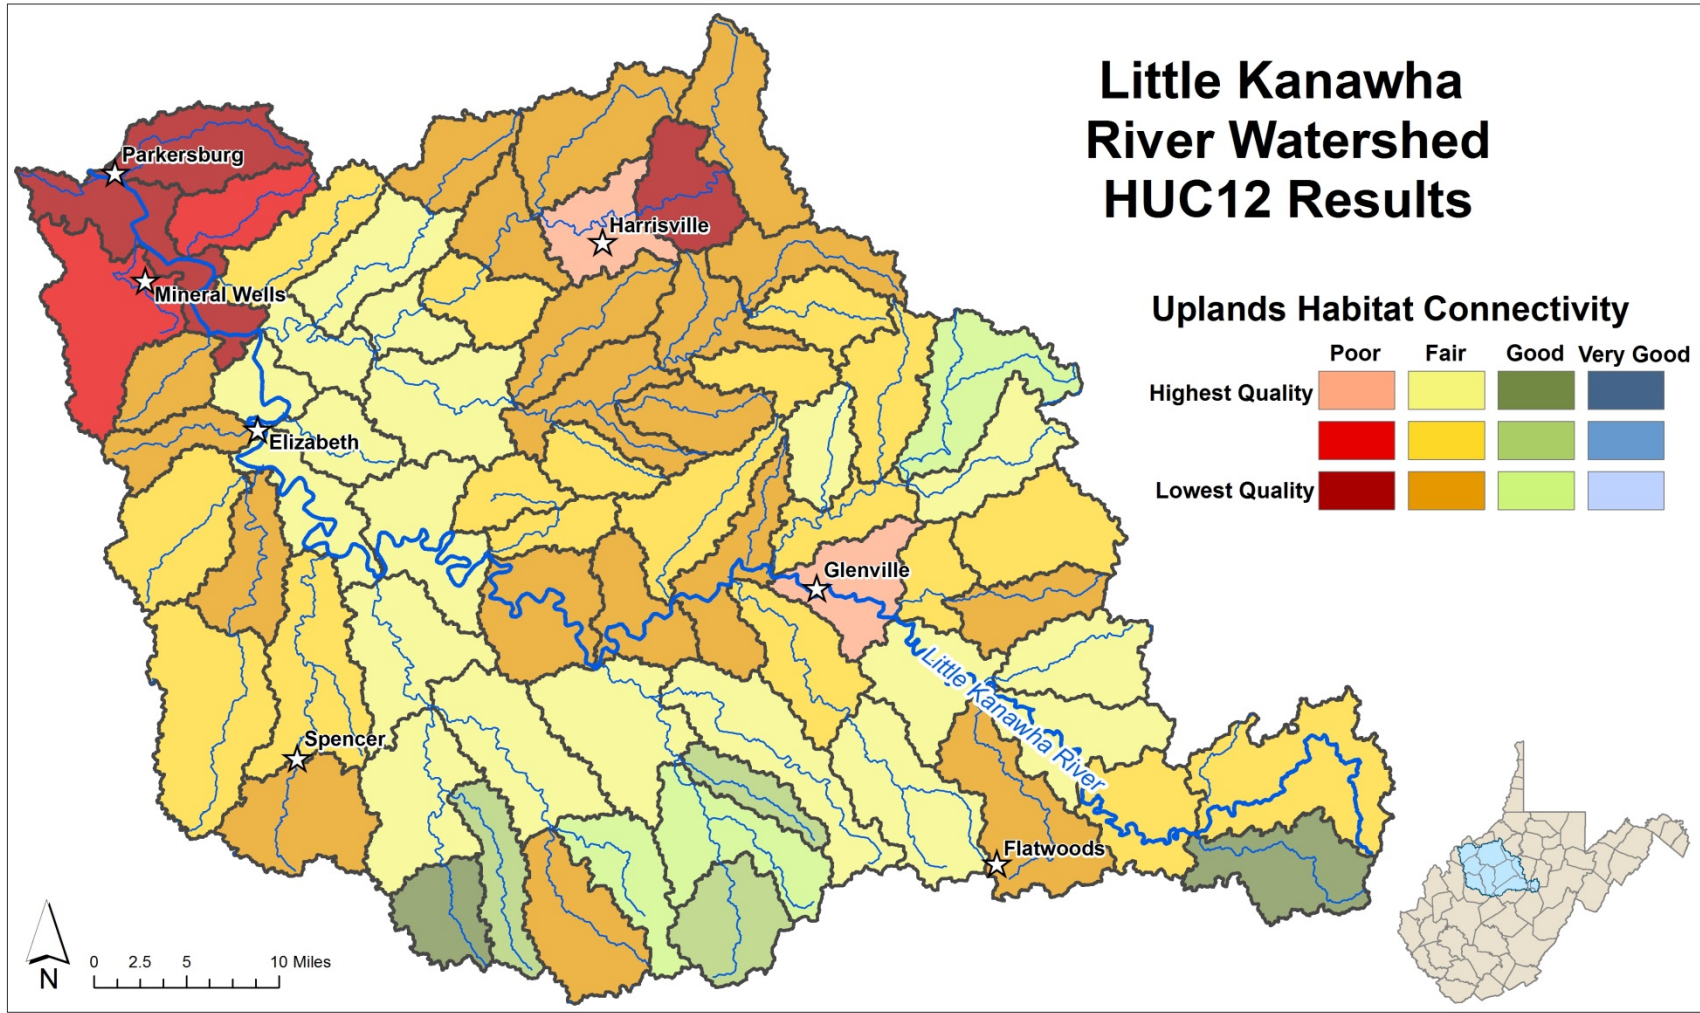 Little Kanawha
River Watershed
HUC12 Results
Uplands Habitat Connectivity
Poor Fair Good Very Good
Highest Quality
Lowest Quality
Parkersburg
Harrisville
Mineral Wells
Elizabeth
Glenville
Little Kanawha River
Spencer
Flatwoods
N
0 2.5 5 10 Miles